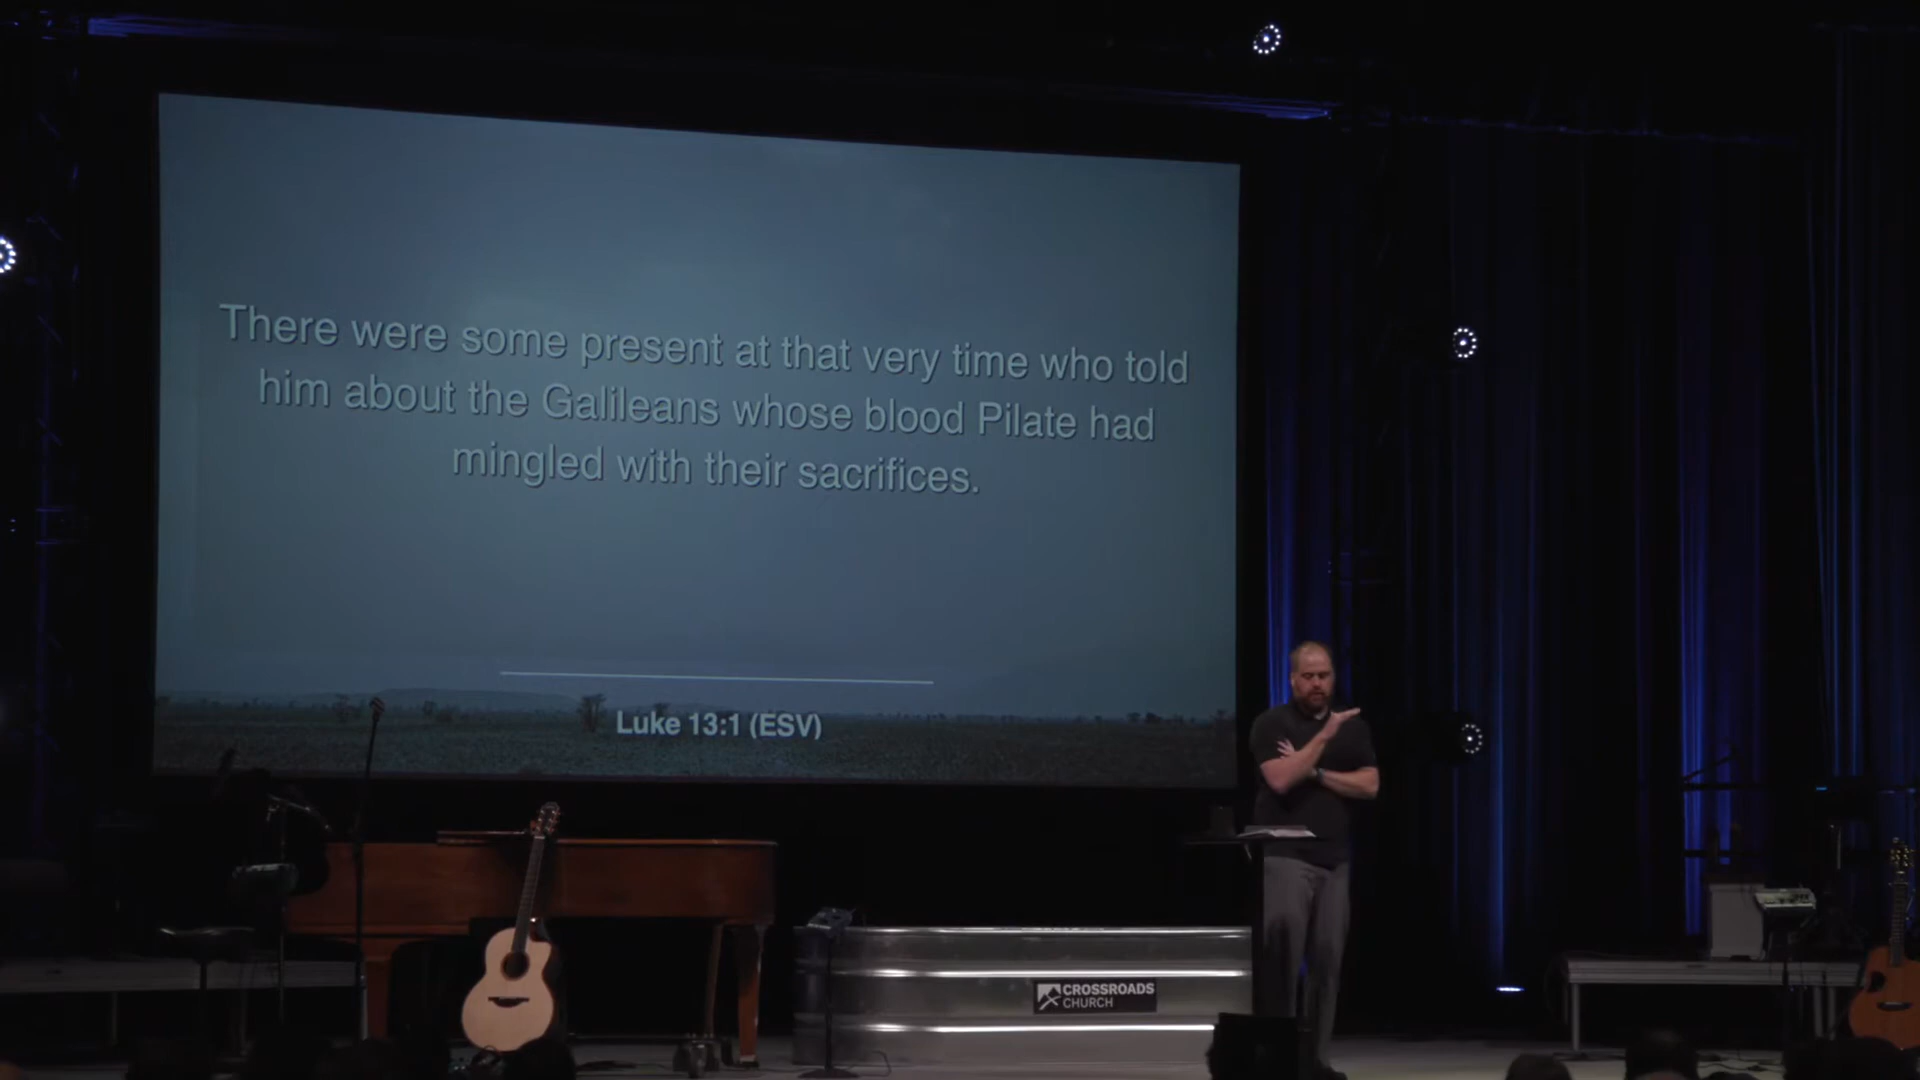 There were some present at that very time who told
him about the Galileans whose blood Pilate had
mingled with their sacrifices.
Luke 13:1 (ESV)
CROSSROADS
CHURCH